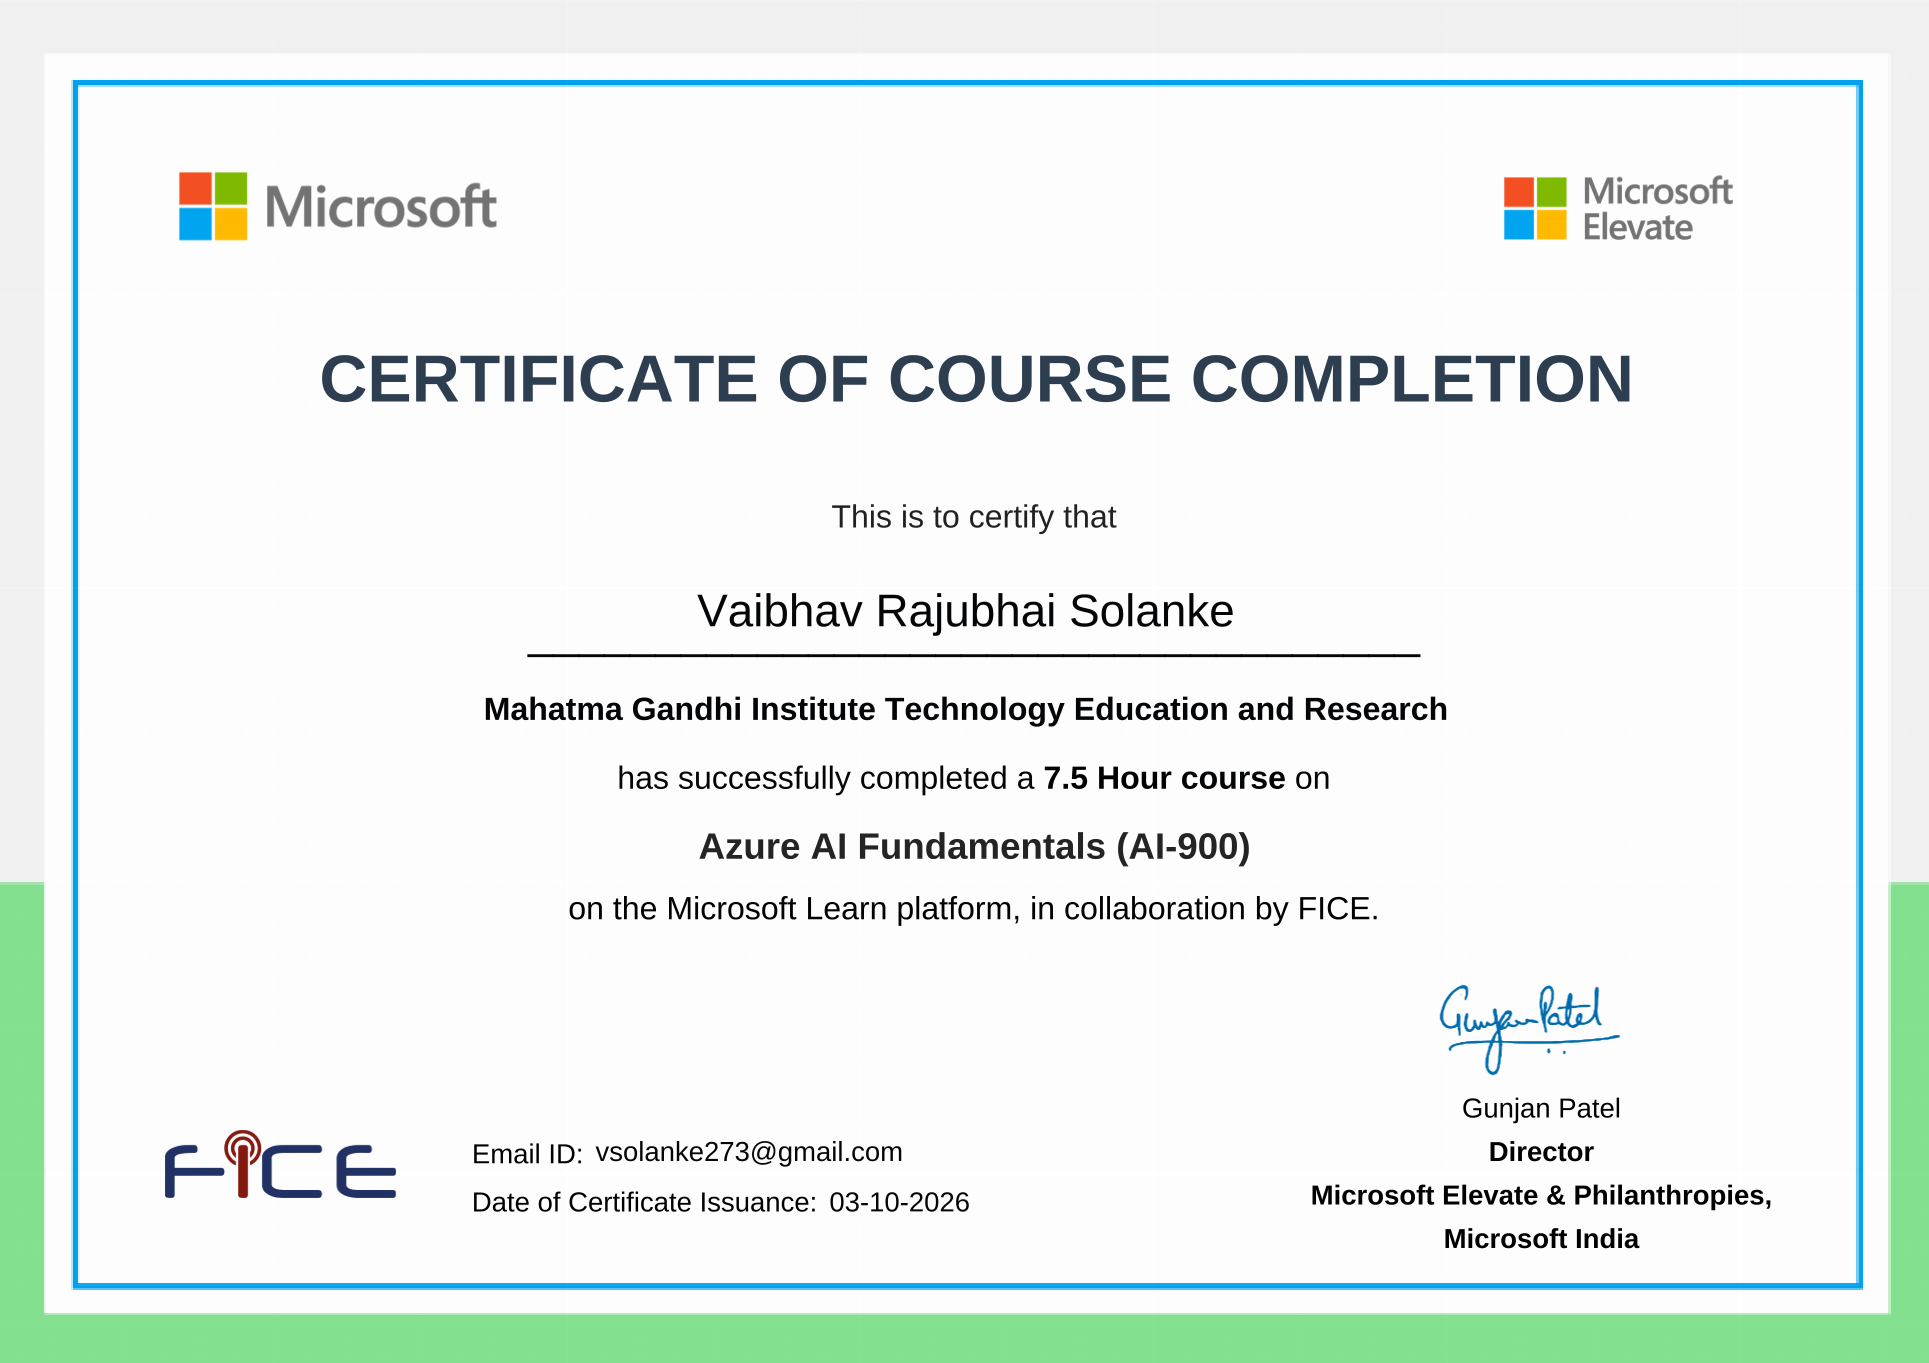 Microsoft
Microsoft
Elevate
CERTIFICATE OF COURSE COMPLETION
This is to certify that
Vaibhav Rajubhai Solanke
Mahatma Gandhi Institute Technology Education and Research
has successfully completed a 7.5 Hour course on
Azure AI Fundamentals (AI-900)
on the Microsoft Learn platform, in collaboration by FICE.
Gunjan Patel
Gunjan Patel
Director
Microsoft Elevate & Philanthropies,
Microsoft India
FICE
Email ID: vsolanke273@gmail.com
Date of Certificate Issuance: 03-10-2026